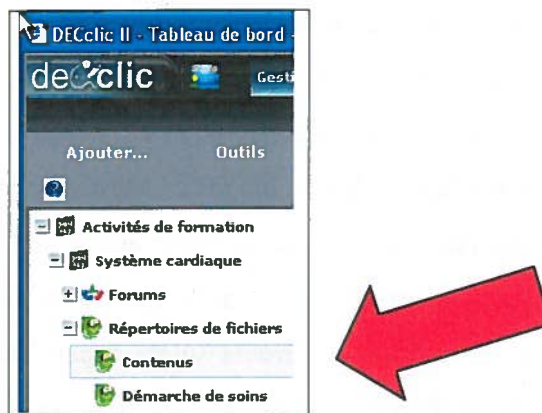 DECclic II - Tableau de bord -
decclic
Gesti
Ajouter... Outils
Activités de formation
Système cardiaque
Forums
Répertoires de fichiers
Contenus
Démarche de soins